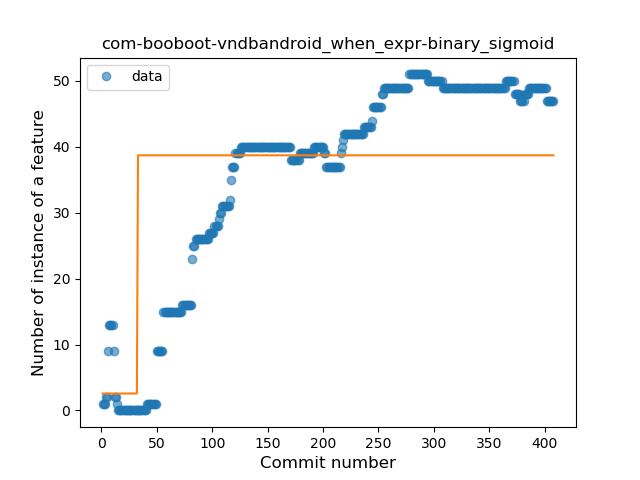 com-booboot-vndbandroid_when_expr-binary_sigmoid
data
Number of instance of a feature
50
40
30
20
10
0
0 50 100 150 200 250 300 350 400
Commit number